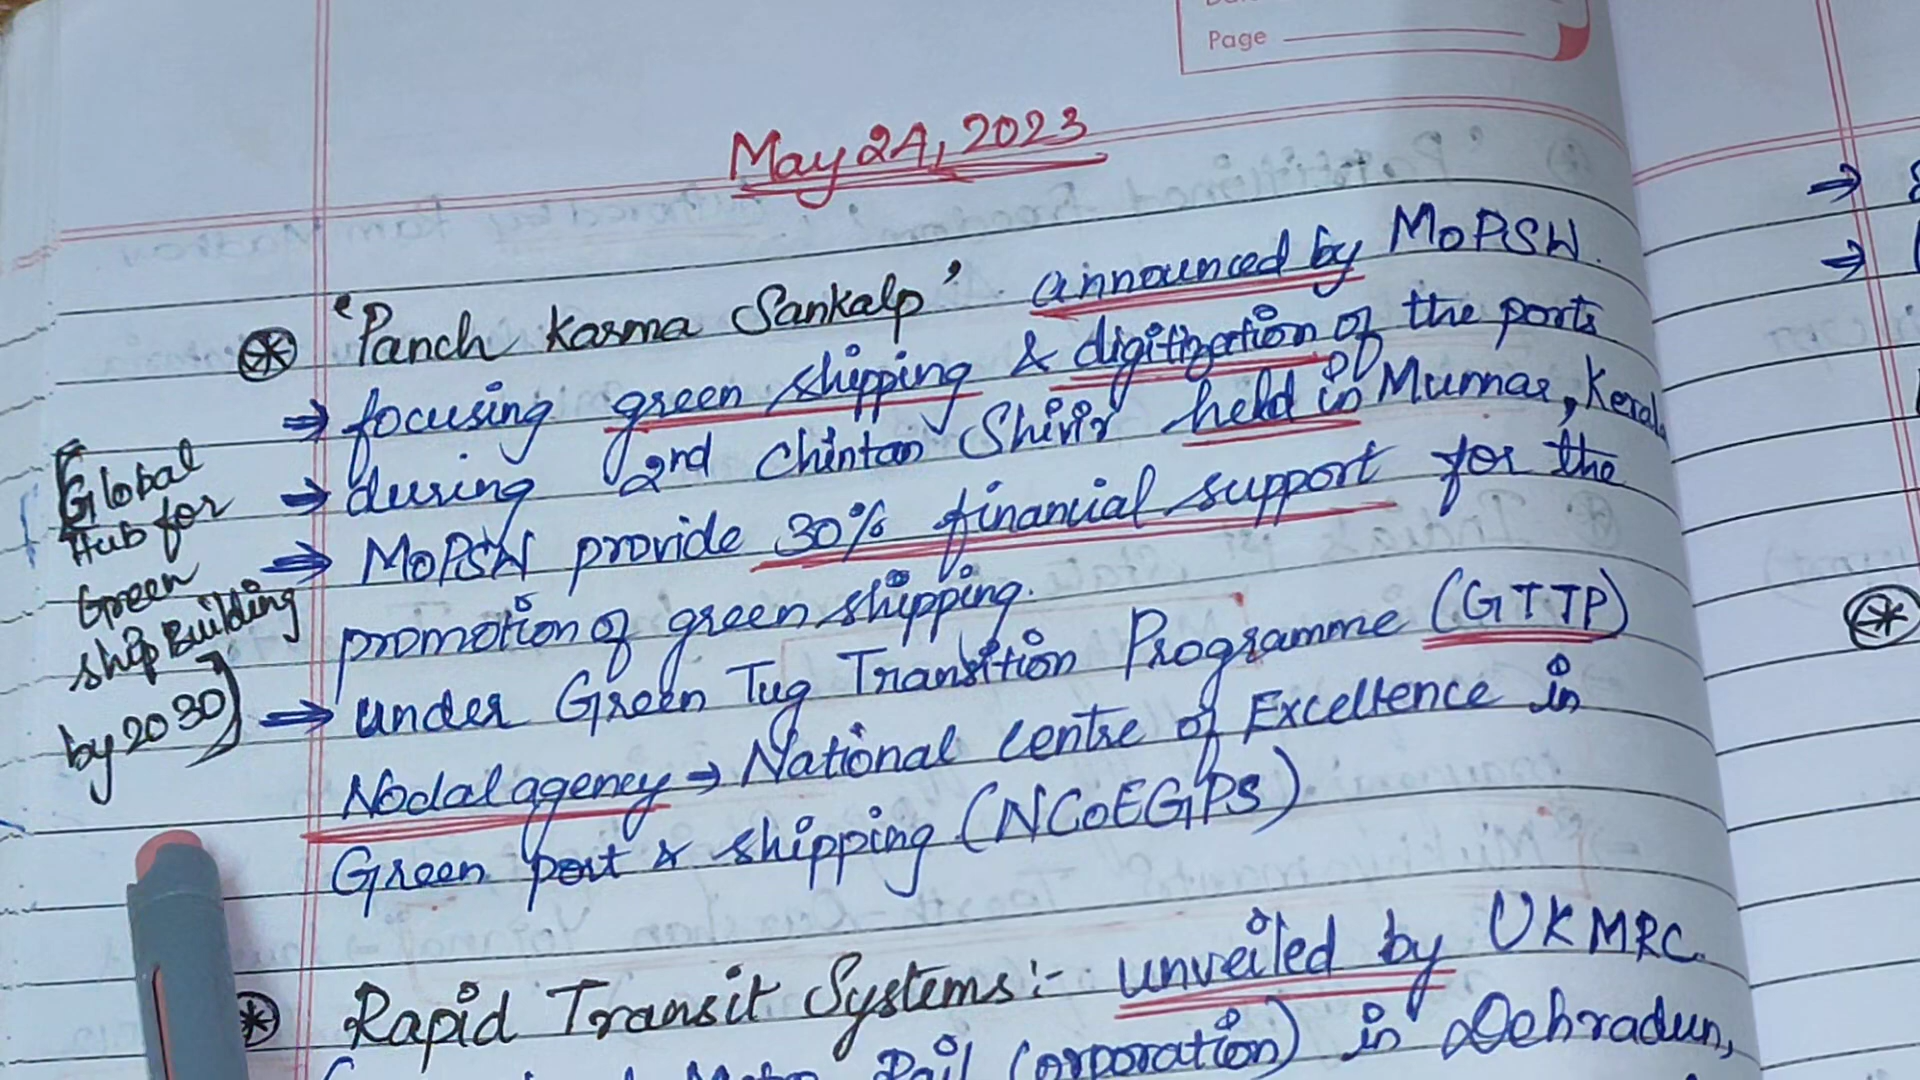 Page
May 24, 2023
'Panch Karma Sankalp' announced by MoPSW.
⇒ focusing green shipping & digitization of the ports
⇒ during 2nd Chintan Shivir held in Munnar, Kerala
⇒ MoPSW provide 30% financial support for the
promotion of green shipping.
⇒ under Green Tug Transition Programme (GTTP)
Nodal agency → National Centre of Excellence in
Green port & shipping (NCoEGPS)
[Global
Hub for
Green
ship Building
by 2030]
Rapid Transit Systems:- unveiled by UKMRC.
Metro Rail Corporation) in Dehradun,